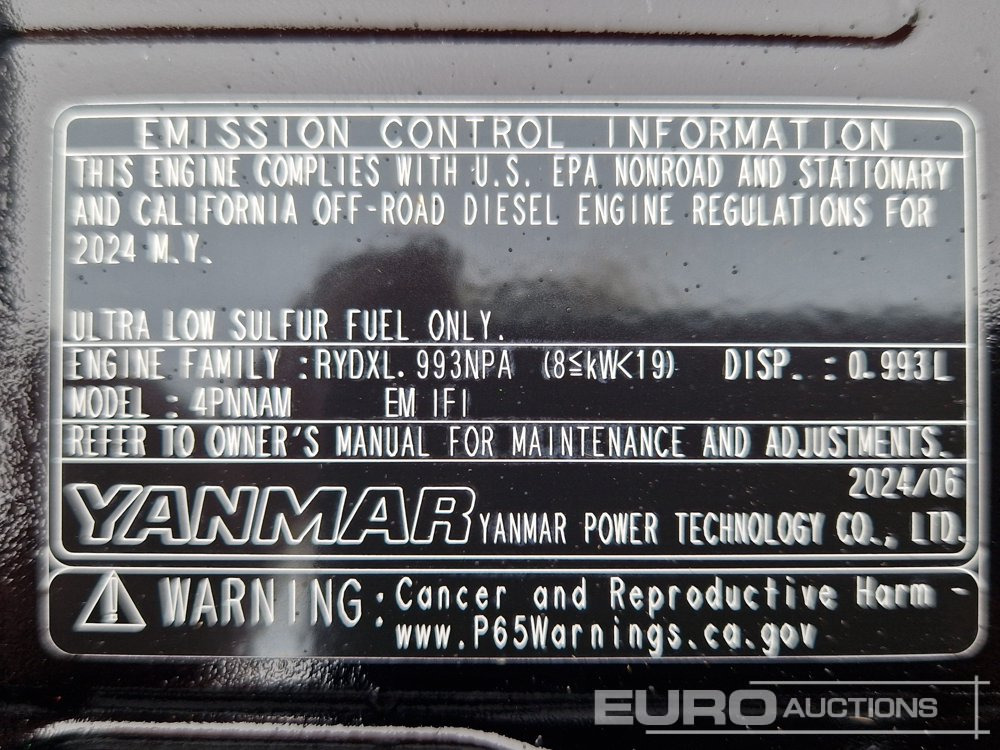 EMISSION CONTROL INFORMATION
THIS ENGINE COMPLIES WITH U.S. EPA NONROAD AND STATIONARY
AND CALIFORNIA OFF-ROAD DIESEL ENGINE REGULATIONS FOR
2024 M.Y.
ULTRA LOW SULFUR FUEL ONLY.
ENGINE FAMILY :RYDXL.993NPA (8≦kW<19) DISP. : 0.993L
MODEL : 4PNNAM EM IFI
REFER TO OWNER'S MANUAL FOR MAINTENANCE AND ADJUSTMENTS.
2024/06
YANMAR YANMAR POWER TECHNOLOGY CO., LTD.
WARNING: Cancer and Reproductive Harm -
www.P65Warnings.ca.gov
EURO AUCTIONS